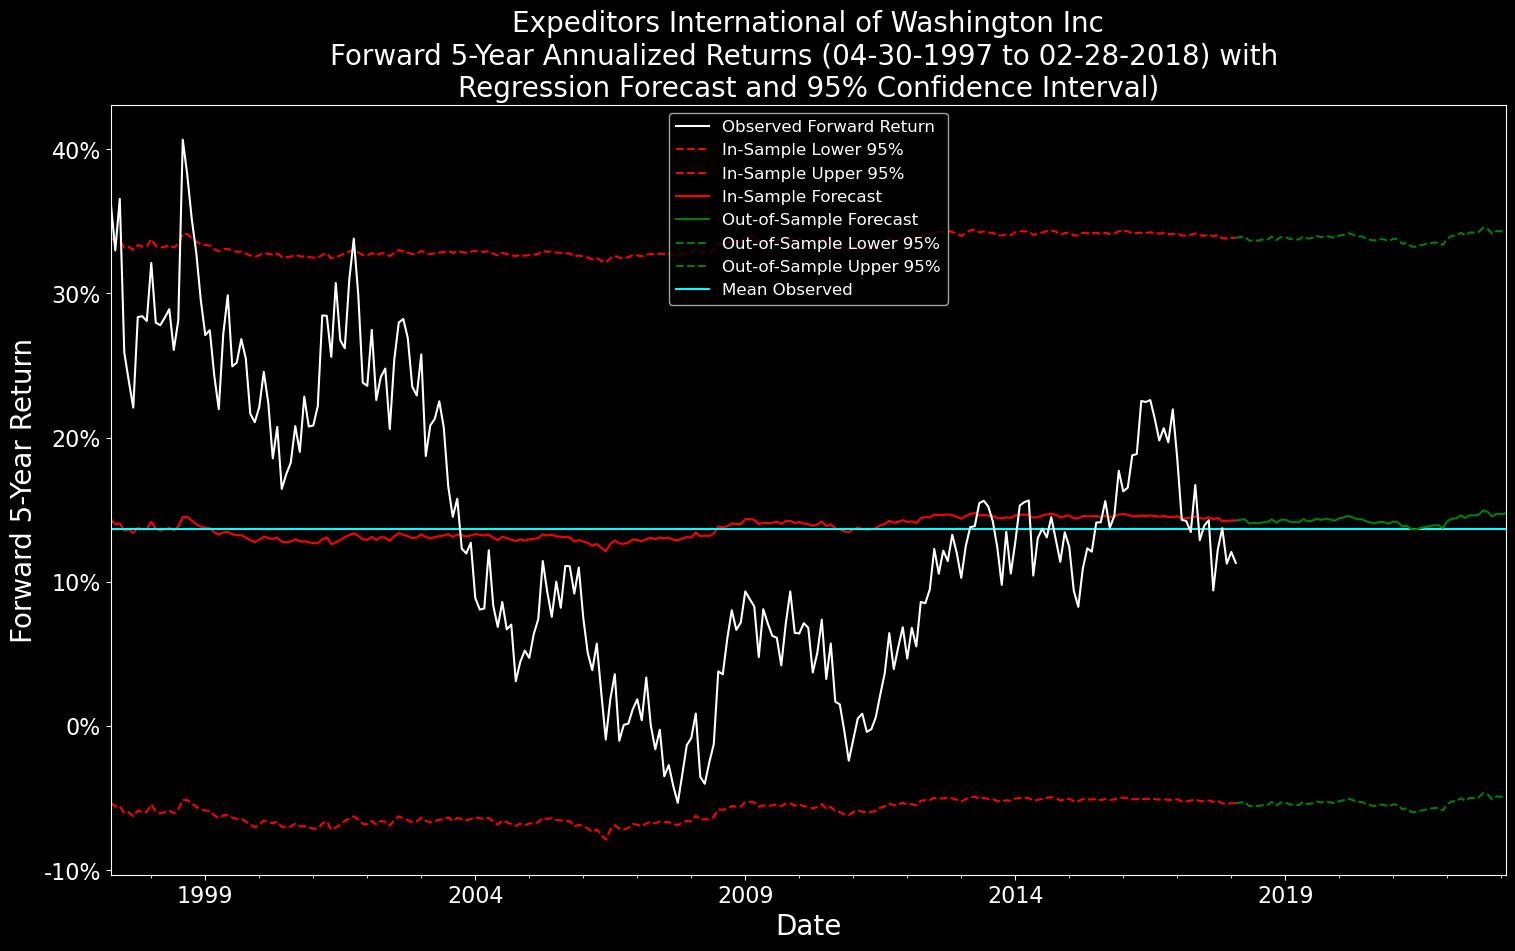 Expeditors International of Washington Inc
Forward 5-Year Annualized Returns (04-30-1997 to 02-28-2018) with
Regression Forecast and 95% Confidence Interval)
Observed Forward Return
In-Sample Lower 95%
In-Sample Upper 95%
In-Sample Forecast
Out-of-Sample Forecast
Out-of-Sample Lower 95%
Out-of-Sample Upper 95%
Mean Observed
Forward 5-Year Return
40%
30%
20%
10%
0%
-10%
1999
2004
2009
2014
2019
Date